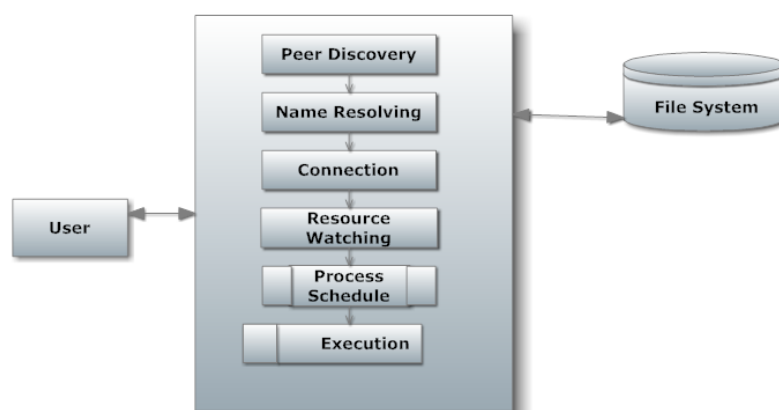 Peer Discovery
Name Resolving
Connection
Resource
Watching
Process
Schedule
Execution
User
File System